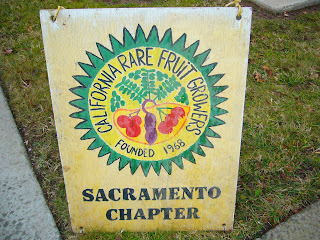 CALIFORNIA RARE FRUIT GROWERS
FOUNDED 1968
SACRAMENTO
CHAPTER